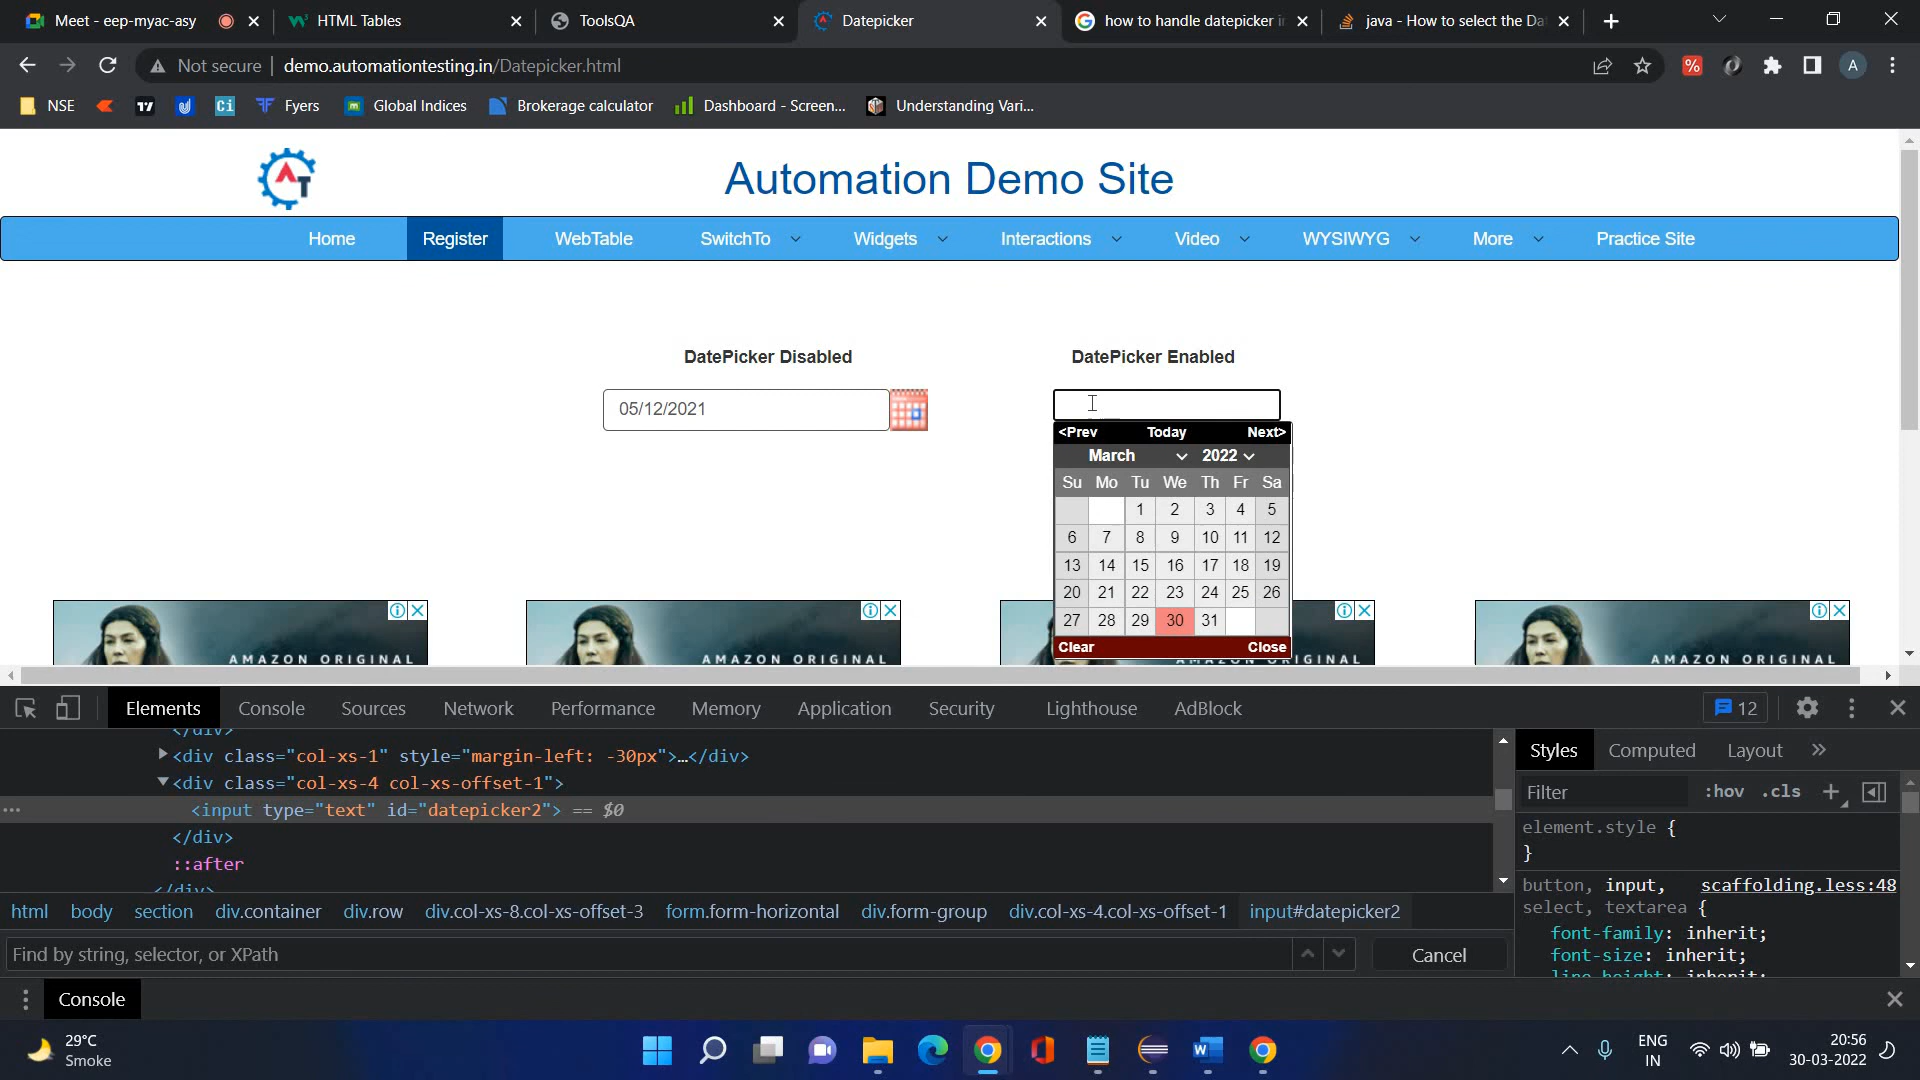 Meet - eep-myac-asy
HTML Tables
ToolsQA
Datepicker
how to handle datepicker i
java - How to select the Da
Not secure | demo.automationtesting.in/Datepicker.html
A
NSE
Ci
Fyers
Global Indices
Brokerage calculator
Dashboard - Screen...
Understanding Vari...
AT
Automation Demo Site
Home
Register
WebTable
SwitchTo
Widgets
Interactions
Video
WYSIWYG
More
Practice Site
DatePicker Disabled
DatePicker Enabled
05/12/2021
<Prev Today Next>
March 2022
Su Mo Tu We Th Fr Sa
1 2 3 4 5
6 7 8 9 10 11 12
13 14 15 16 17 18 19
20 21 22 23 24 25 26
27 28 29 30 31
Clear Close
AMAZON ORIGINAL
AMAZON ORIGINAL
AMAZON ORIGINAL
Elements Console Sources Network Performance Memory Application Security Lighthouse AdBlock
12
</div>
<div class="col-xs-1" style="margin-left: -30px">…</div>
<div class="col-xs-4 col-xs-offset-1">
<input type="text" id="datepicker2"> == $0
</div>
::after
</div>
html body section div.container div.row div.col-xs-8.col-xs-offset-3 form.form-horizontal div.form-group div.col-xs-4.col-xs-offset-1 input#datepicker2
Find by string, selector, or XPath
Cancel
Styles Computed Layout »
Filter
:hov .cls +
element.style {
}
button, input, scaffolding.less:48
select, textarea {
font-family: inherit;
font-size: inherit;
line-height: inherit;
Console
29°C
Smoke
ENG
IN
20:56
30-03-2022